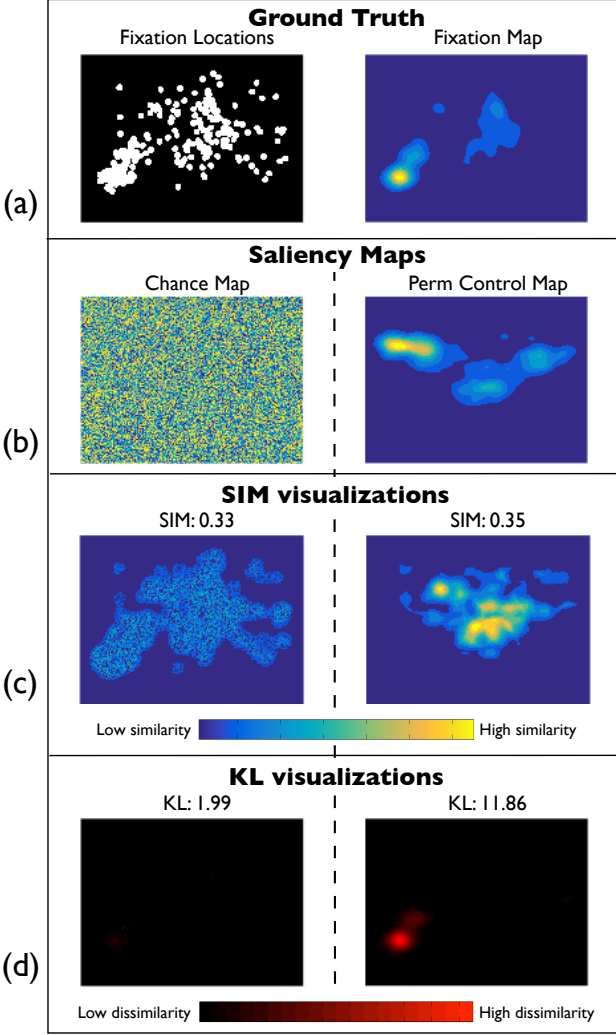 Ground Truth
Fixation Locations Fixation Map
(a)
Saliency Maps
Chance Map Perm Control Map
(b)
SIM visualizations
SIM: 0.33 SIM: 0.35
(c)
Low similarity High similarity
KL visualizations
KL: 1.99 KL: 11.86
(d)
Low dissimilarity High dissimilarity